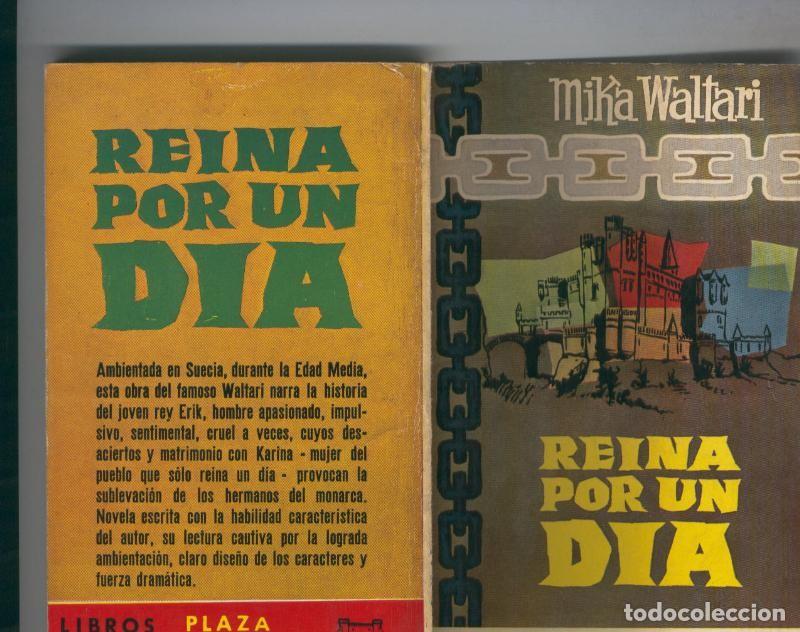 REINA
POR UN
DIA
Ambientada en Suecia, durante la Edad Media,
esta obra del famoso Waltari narra la historia
del joven rey Erik, hombre apasionado, impul-
sivo, sentimental, cruel a veces, cuyos des-
aciertos y matrimonio con Karina - mujer del
pueblo que sólo reina un día - provocan la
sublevación de los hermanos del monarca.
Novela escrita con la habilidad característica
del autor, su lectura cautiva por la lograda
ambientación, claro diseño de los caracteres y
fuerza dramática.
LIBROS PLAZA
Mika Waltari
REINA
POR UN
DIA
todocoleccion.net